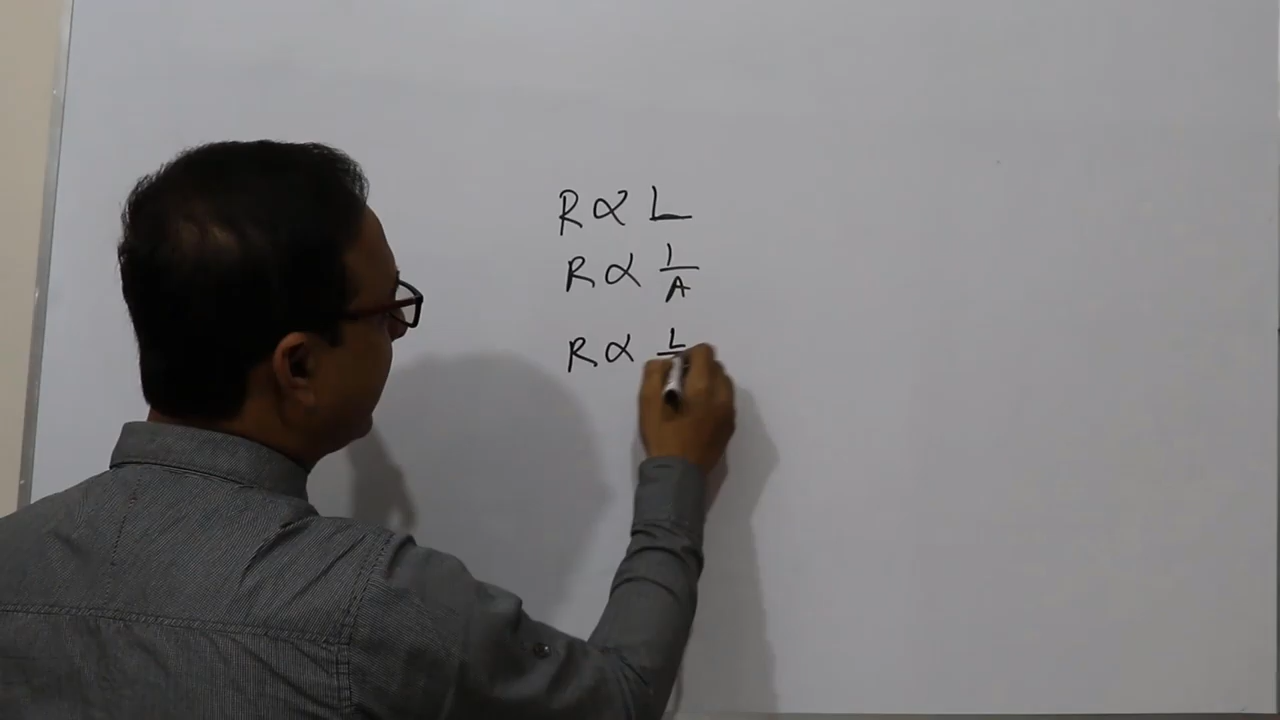 R ∝ L
R ∝ 1/A
R ∝ L/